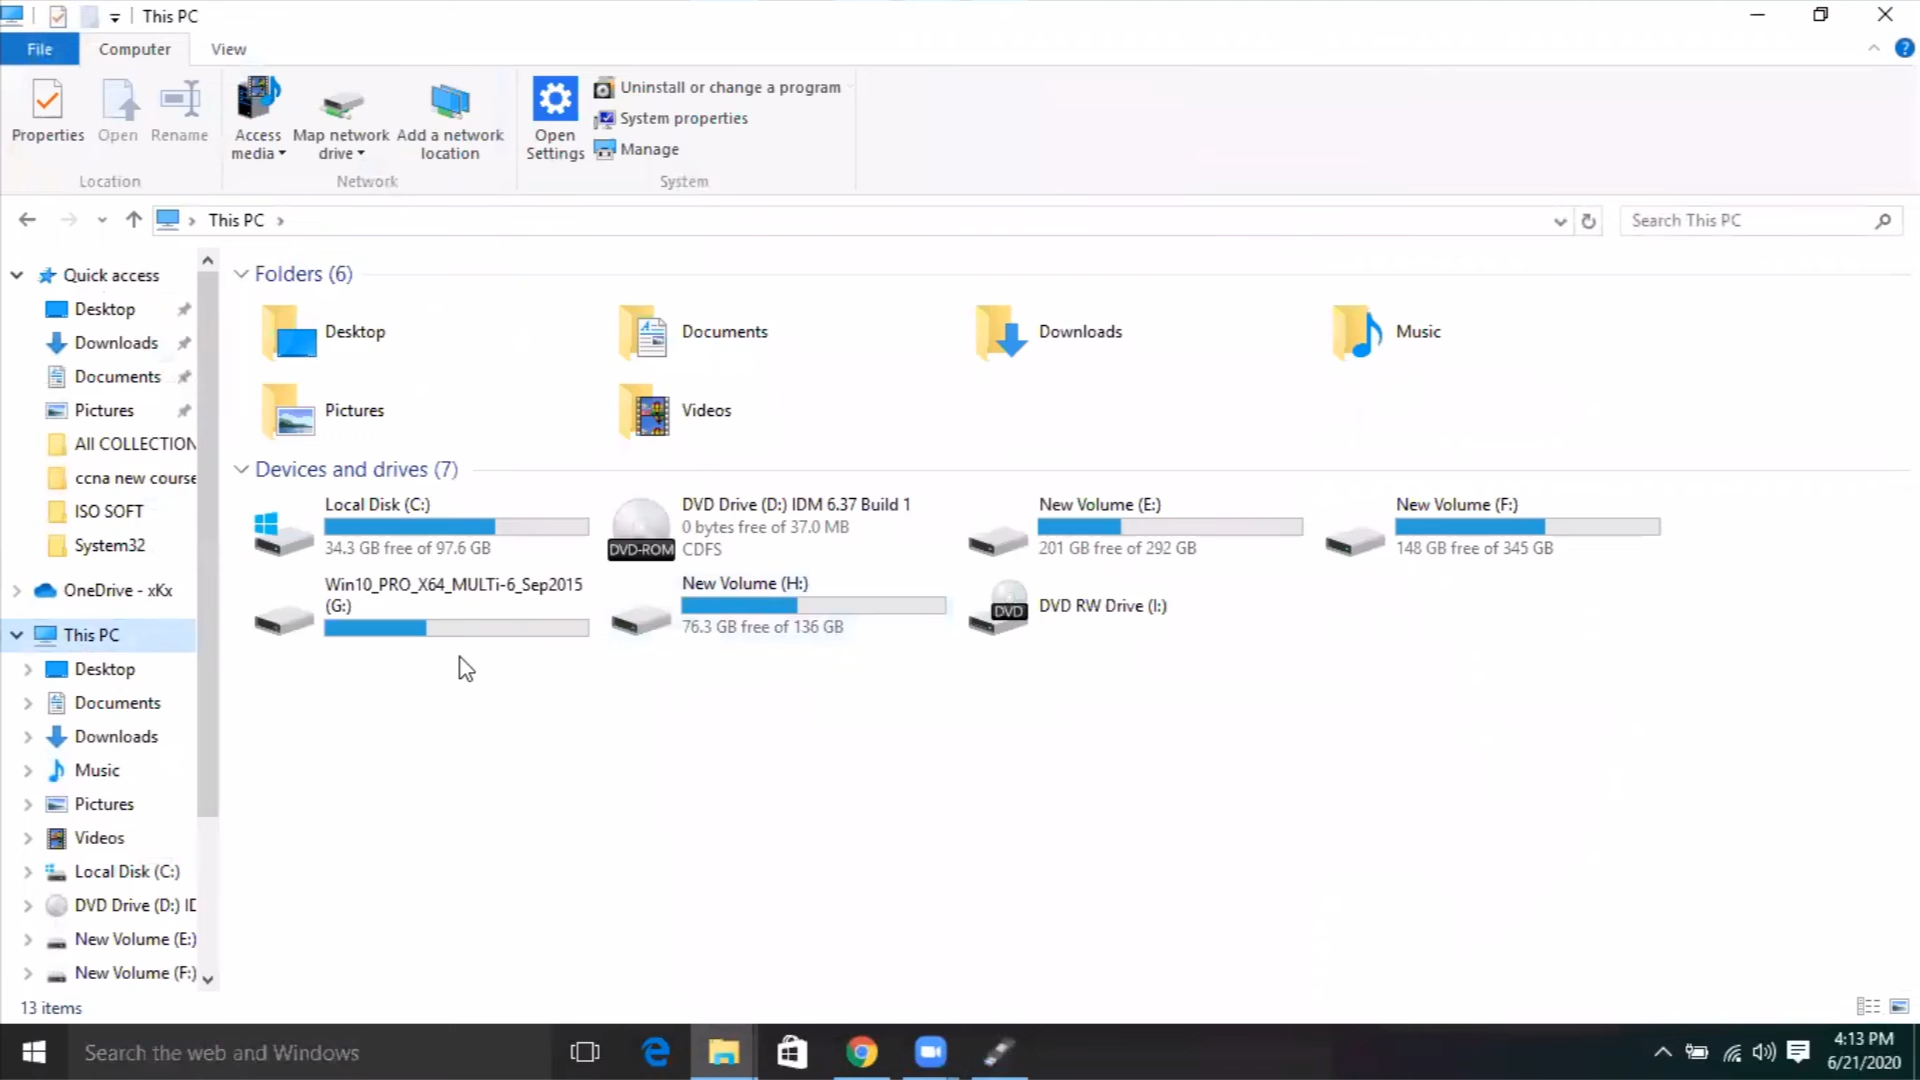 This PC
File
Computer
View
Properties
Open
Rename
Access
media
Map network
drive
Add a network
location
Open
Settings
Uninstall or change a program
System properties
Manage
Location
Network
System
This PC
Search This PC
Quick access
Desktop
Downloads
Documents
Pictures
All COLLECTION
ccna new course
ISO SOFT
System32
OneDrive - xKx
This PC
Desktop
Documents
Downloads
Music
Pictures
Videos
Local Disk (C:)
DVD Drive (D:) ID
New Volume (E:)
New Volume (F:)
Folders (6)
Desktop
Documents
Downloads
Music
Pictures
Videos
Devices and drives (7)
Local Disk (C:)
34.3 GB free of 97.6 GB
DVD-ROM
DVD Drive (D:) IDM 6.37 Build 1
0 bytes free of 37.0 MB
CDFS
New Volume (E:)
201 GB free of 292 GB
New Volume (F:)
148 GB free of 345 GB
Win10_PRO_X64_MULTi-6_Sep2015
(G:)
New Volume (H:)
76.3 GB free of 136 GB
DVD
DVD RW Drive (I:)
13 items
Search the web and Windows
4:13 PM
6/21/2020